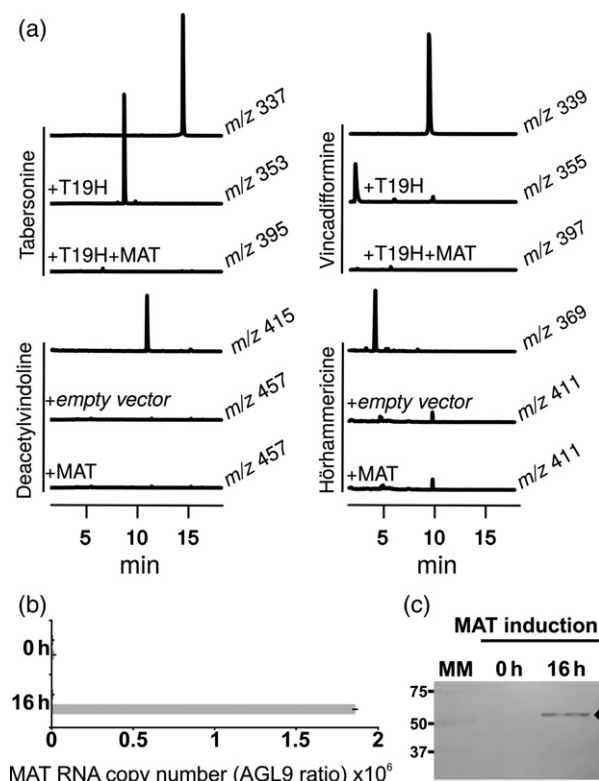 (a)
Tabersonine
m/z 337
+T19H
m/z 353
+T19H+MAT
m/z 395
Vincadifformine
m/z 339
+T19H
m/z 355
+T19H+MAT
m/z 397
Deacetylvindoline
m/z 415
+empty vector
m/z 457
+MAT
m/z 457
Hörhammericine
m/z 369
+empty vector
m/z 411
+MAT
m/z 411
5 10 15
min
5 10 15
min
(b)
0 h
16 h
0 0.5 1 1.5 2
MAT RNA copy number (AGL9 ratio) x10⁶
(c)
MAT induction
MM 0 h 16 h
75
50
37